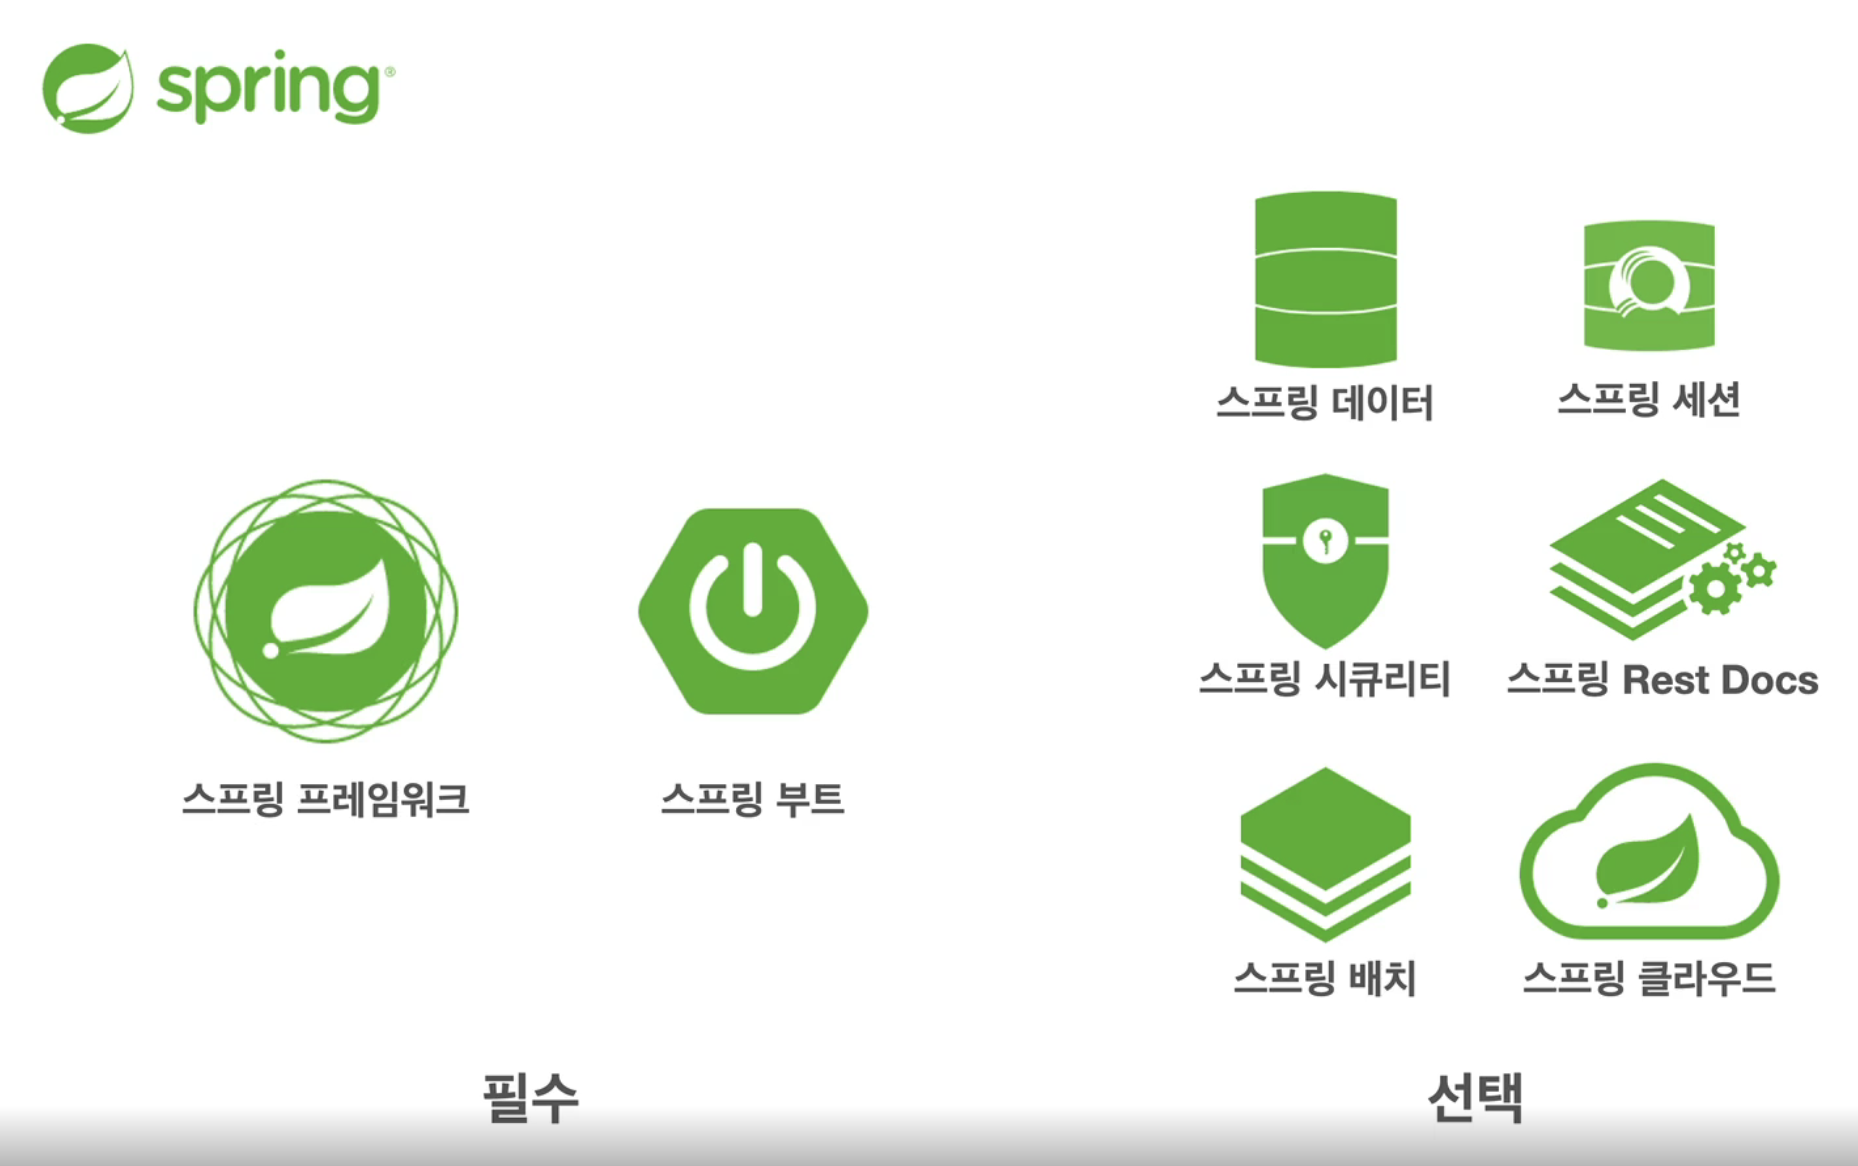 spring®
스프링 데이터
스프링 세션
스프링 시큐리티
스프링 Rest Docs
스프링 프레임워크
스프링 부트
스프링 배치
스프링 클라우드
필수
선택